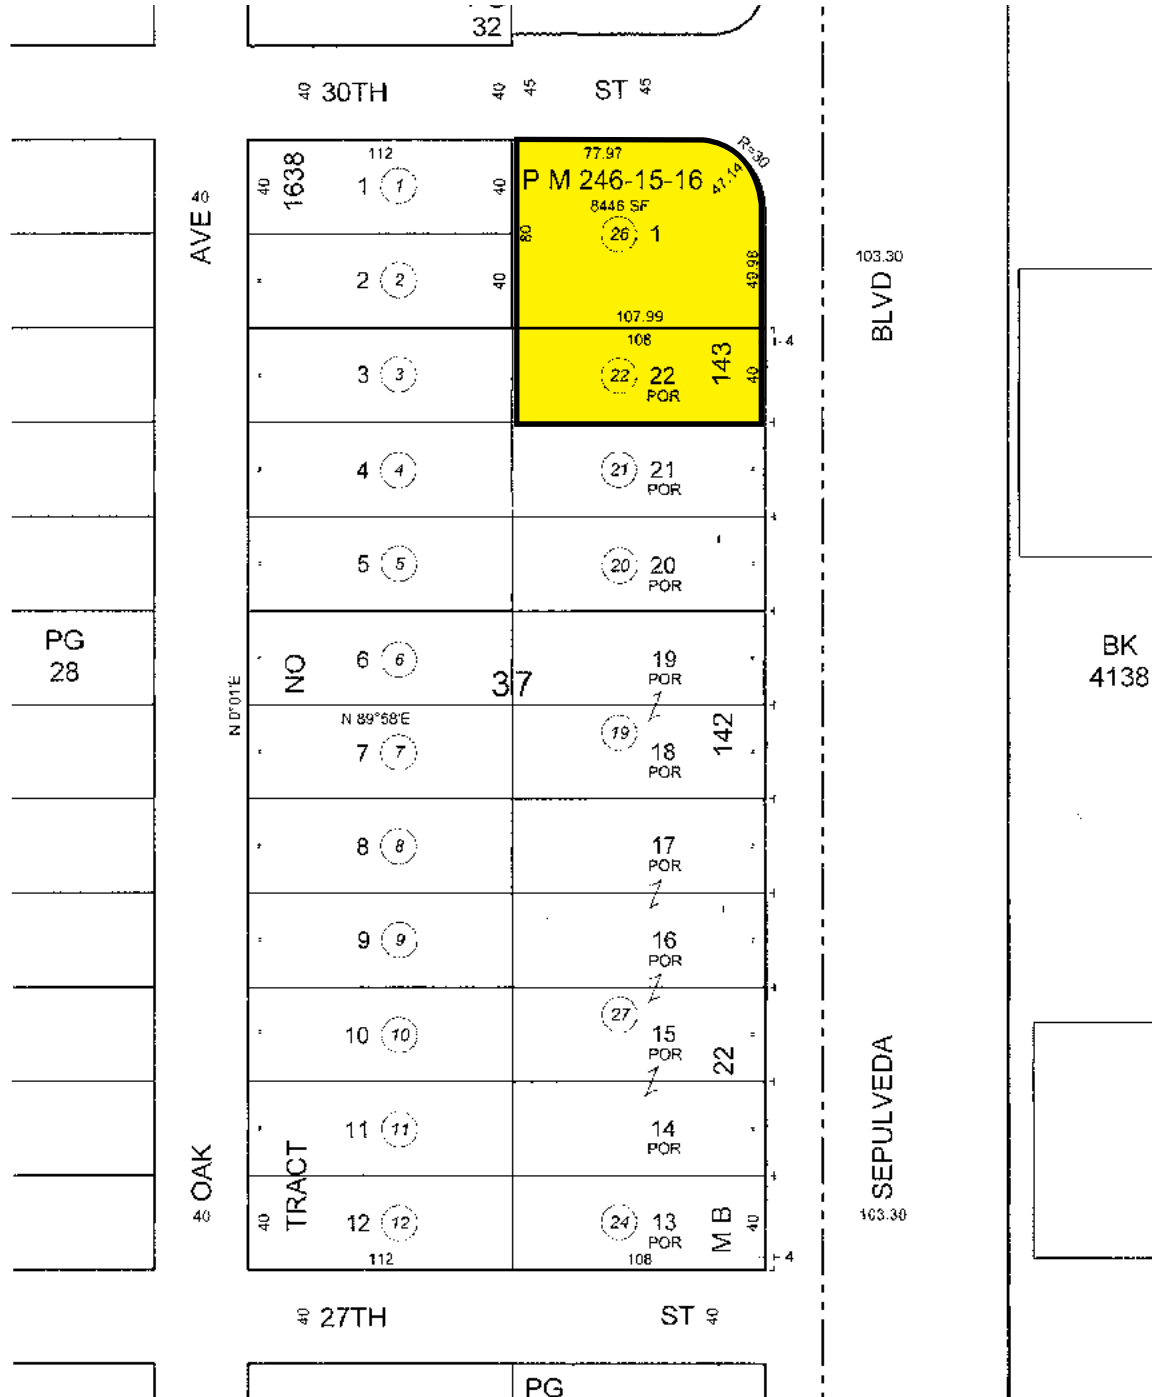 32
40 30TH 40 45 ST 45
R=30
112
77.97
1638
P M 246-15-16
47.14
40
1 1
40
8446 SF
AVE 40
80
26 1
103.30
BLVD
2 2
40
49.98
107.99
108
4
3 3
22 22
POR
143
40
4 4
21 21
POR
5 5
20 20
POR
PG
28
NO
6 6
37
19
POR
BK
4138
N 0°01'E
N 89°58'E
7 7
19
18
POR
142
8 8
17
POR
9 9
16
POR
27
10 10
15
POR
22
11 11
14
POR
OAK
40
TRACT
SEPULVEDA
103.30
40
12 12
24 13
POR
M B
40
112
108
4
40 27TH ST 40
PG